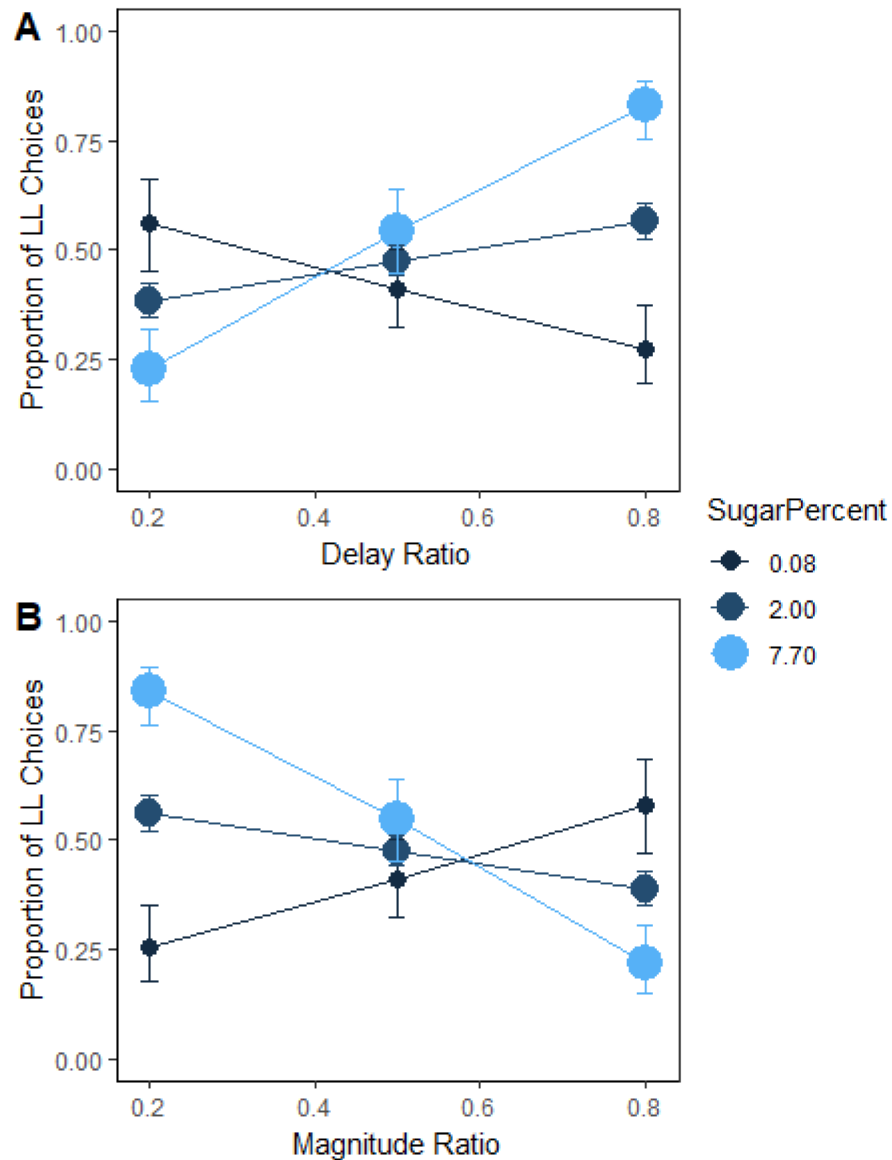 A
Proportion of LL Choices
1.00
0.75
0.50
0.25
0.00
0.2 0.4 0.6 0.8
Delay Ratio
SugarPercent
0.08
2.00
7.70
B
Proportion of LL Choices
1.00
0.75
0.50
0.25
0.00
0.2 0.4 0.6 0.8
Magnitude Ratio